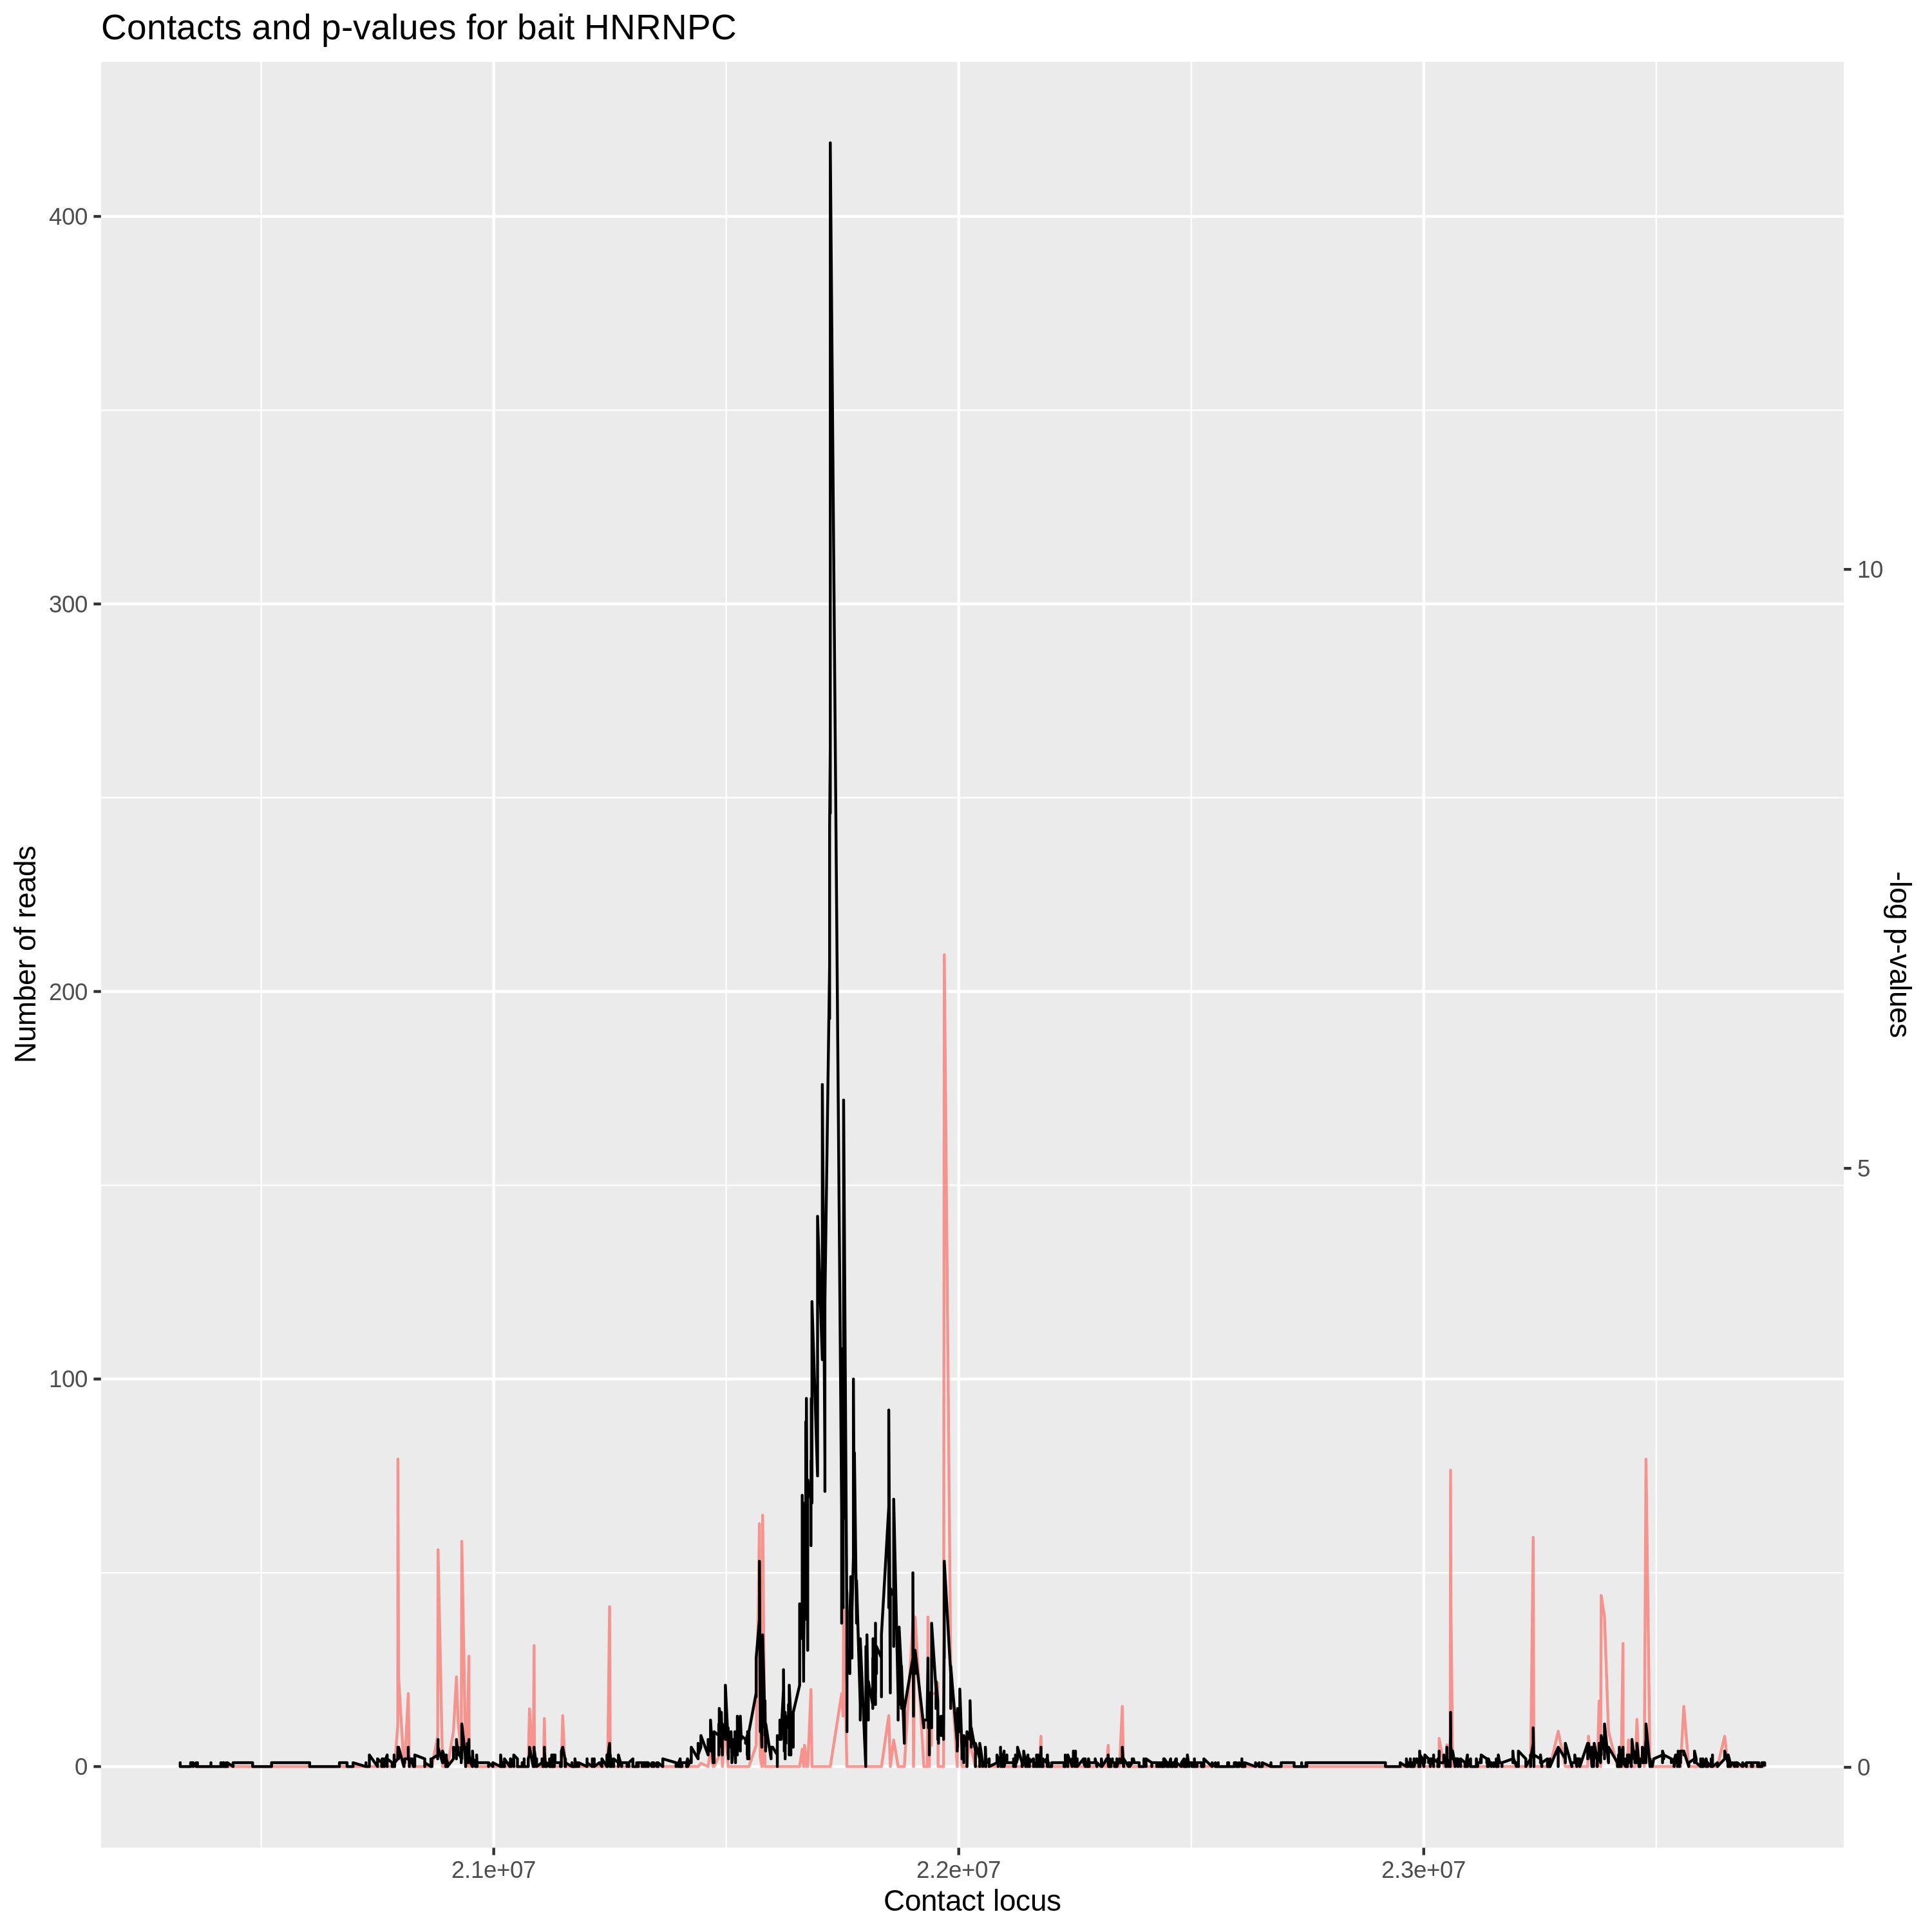 Contacts and p-values for bait HNRNPC
Number of reads
400
300
200
100
0
10
5
0
-log p-values
2.1e+07
2.2e+07
2.3e+07
Contact locus